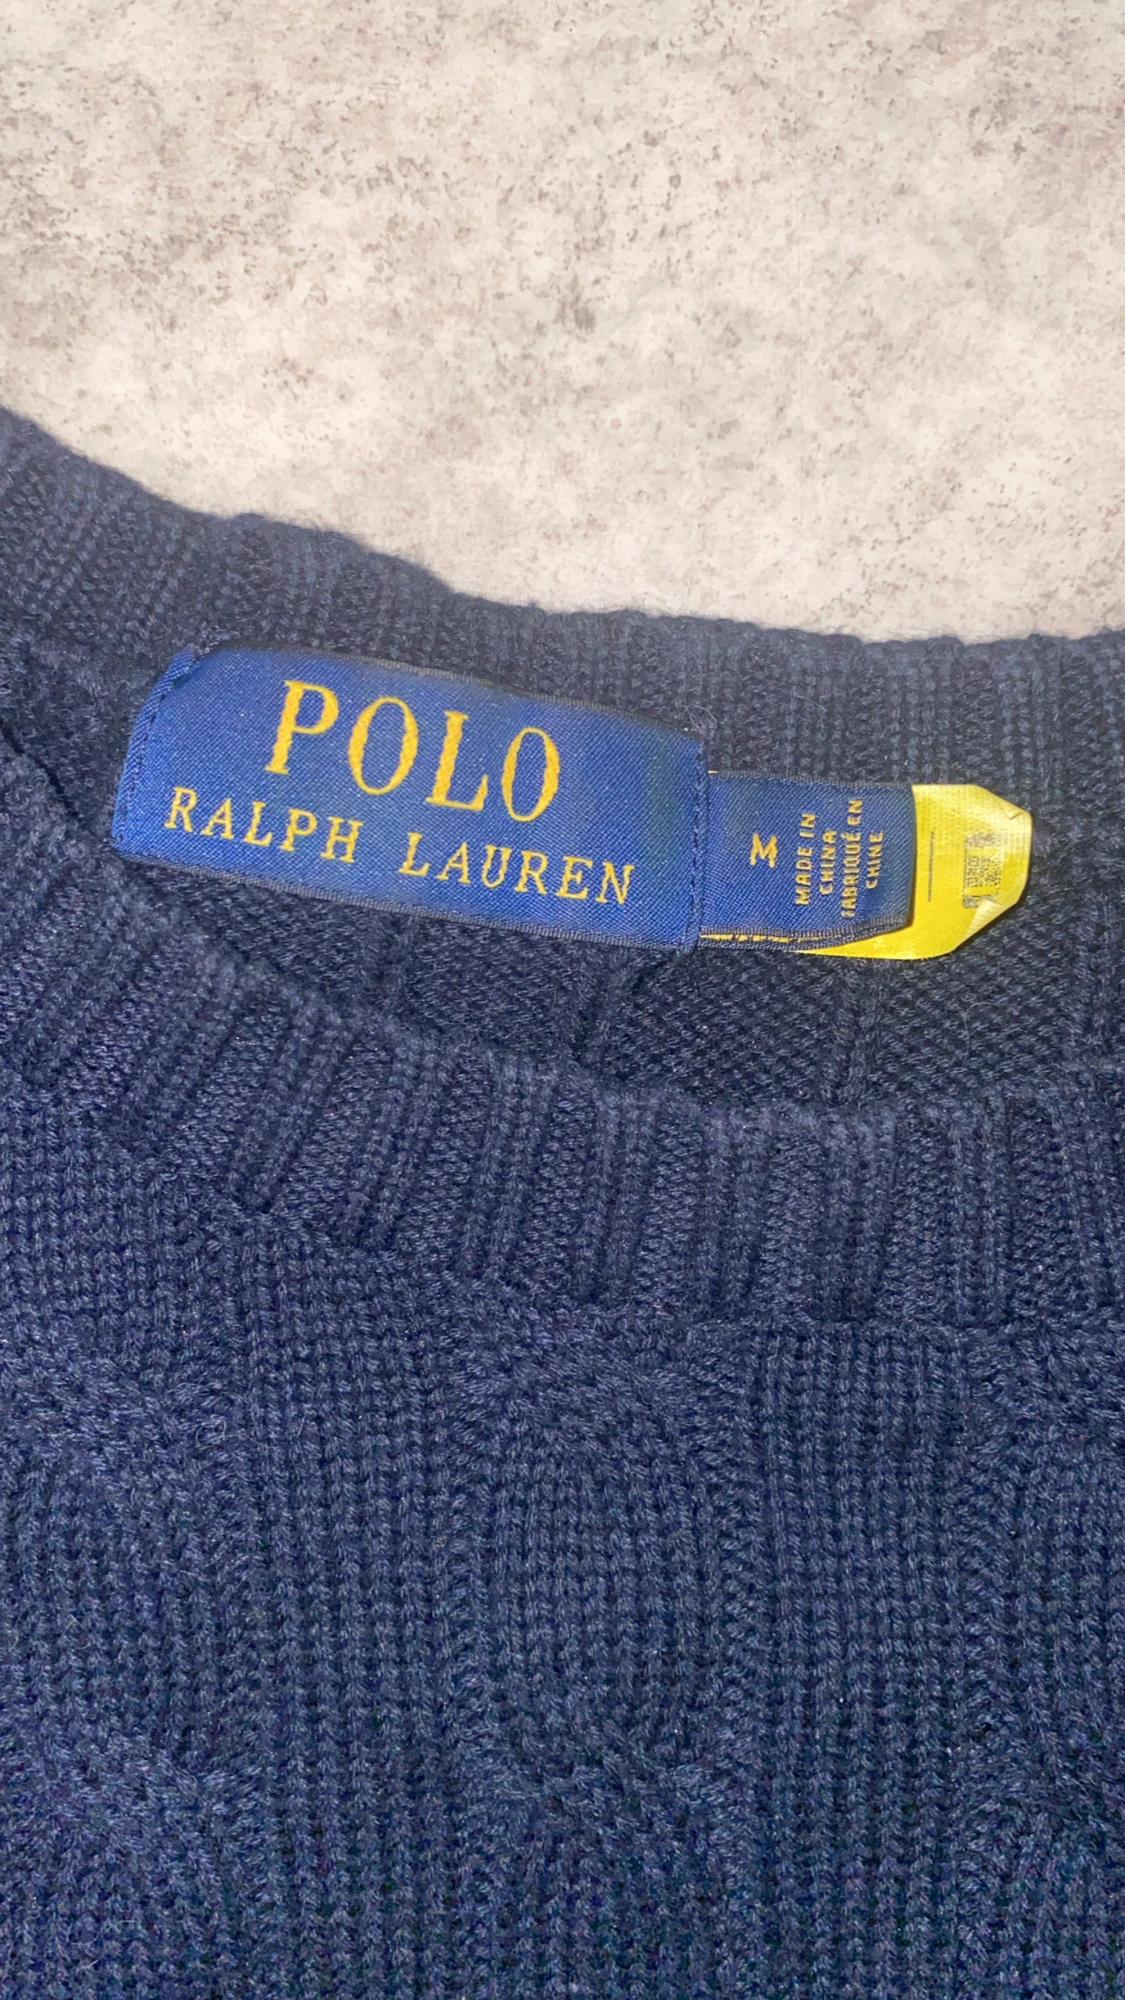 POLO
RALPH LAUREN
M
MADE IN
CHINA
FABRIQUÉ EN
CHINE